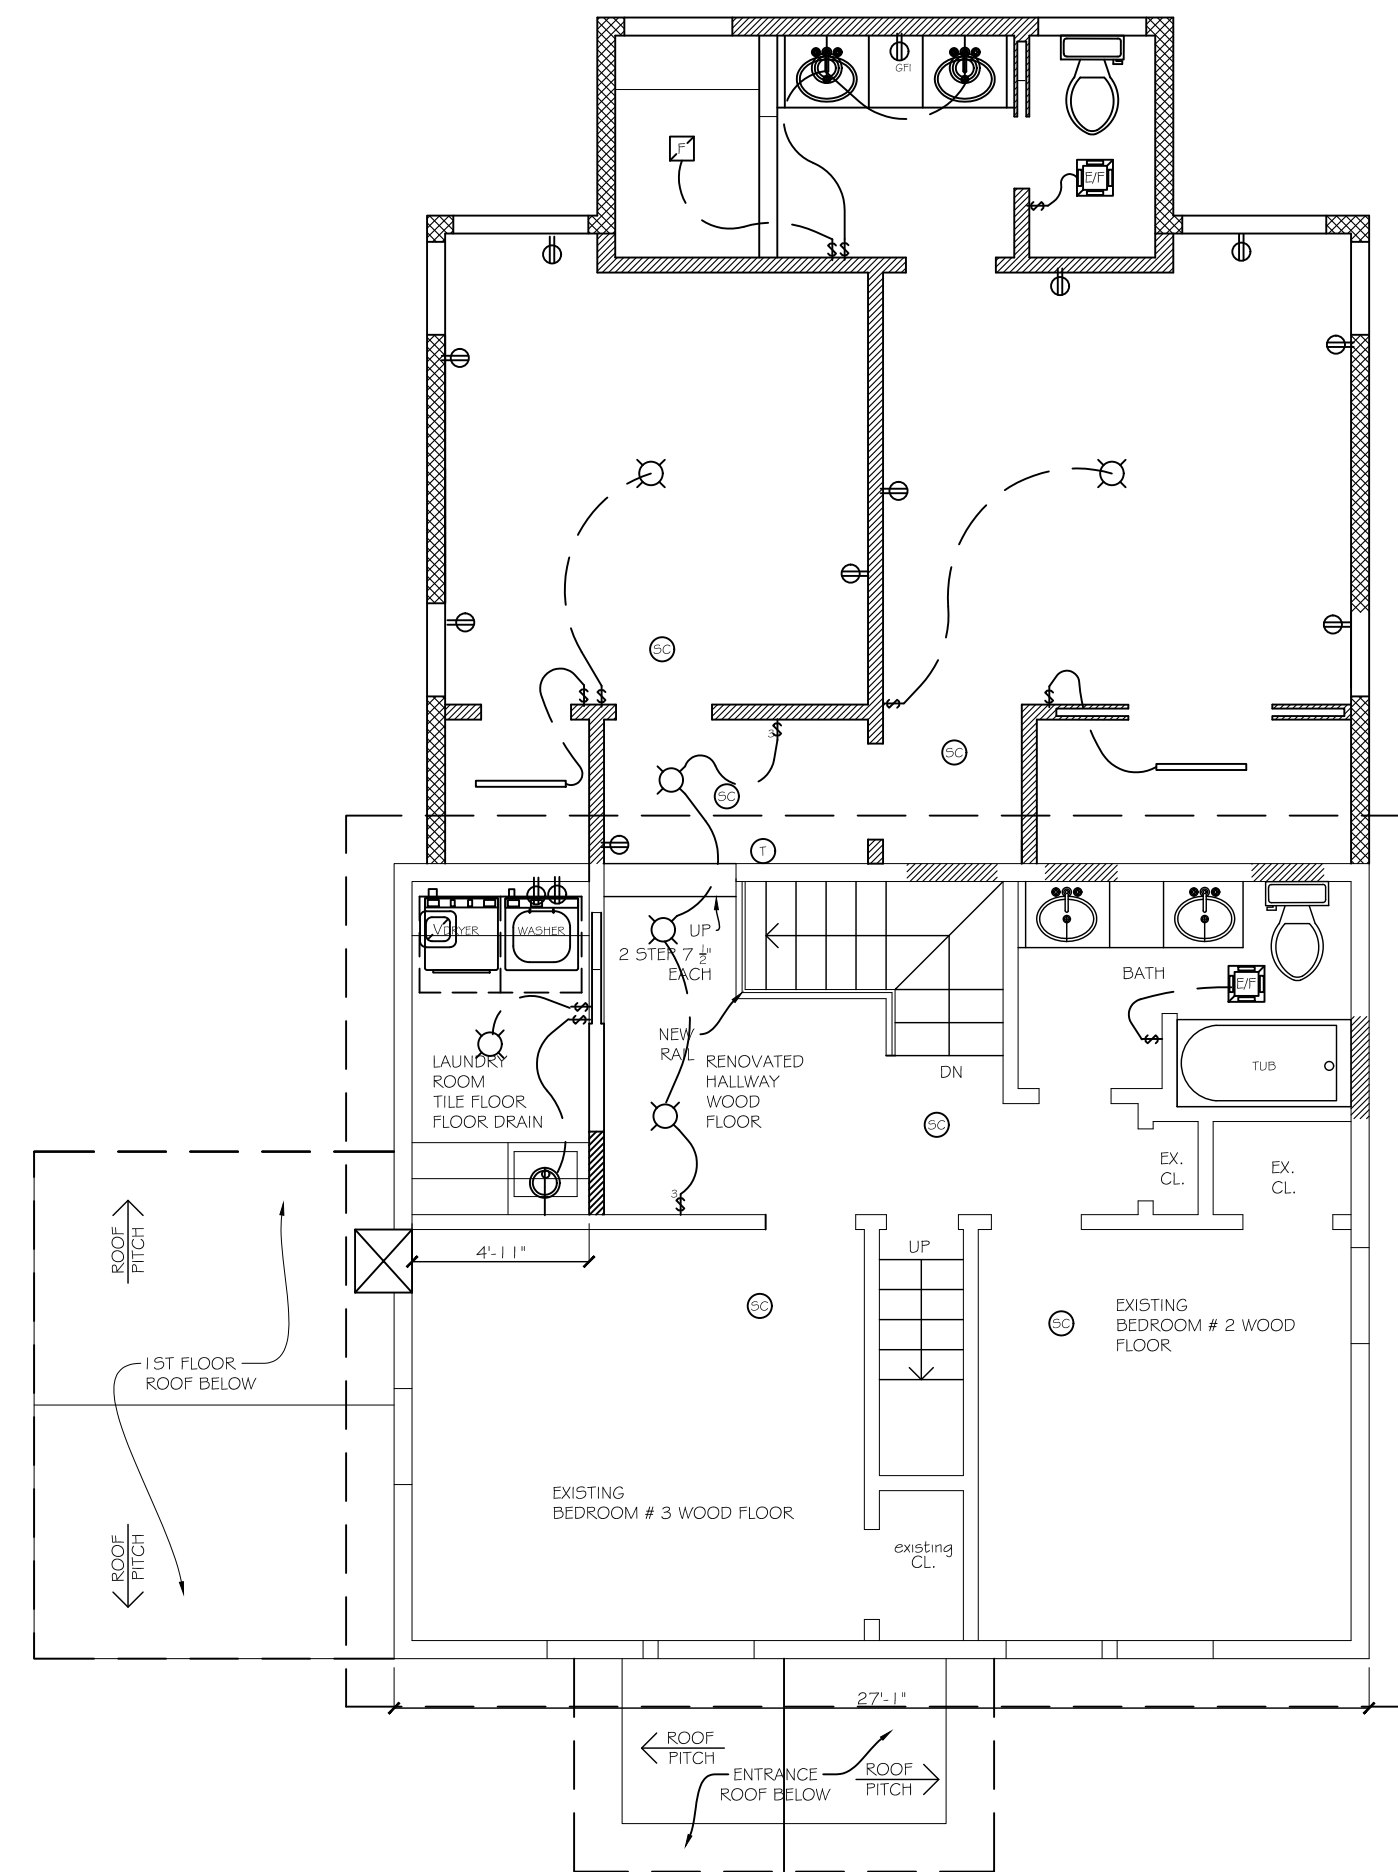 GFI
F
E/F
$ $
$
SC
$ $
$
$
3 $
SC
SC
T
V DRYER
WASHER
UP
2 STEP 7 ½"
EACH
BATH
E/F
$
$
$
NEW
RAIL
RENOVATED
HALLWAY
WOOD
FLOOR
LAUNDRY
ROOM
TILE FLOOR
FLOOR DRAIN
DN
TUB
SC
EX.
CL.
EX.
CL.
3 $
ROOF
PITCH
4'-11"
UP
SC
SC
EXISTING
BEDROOM # 2 WOOD
FLOOR
1ST FLOOR
ROOF BELOW
EXISTING
BEDROOM # 3 WOOD FLOOR
existing
CL.
ROOF
PITCH
27'-1"
ROOF
PITCH
ENTRANCE
ROOF BELOW
ROOF
PITCH